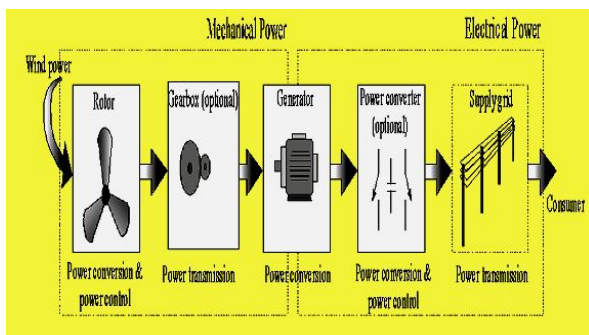 Mechanical Power
Electrical Power
Wind power
Rotor
Gearbox (optional)
Generator
Power converter
(optional)
Supply grid
Consumer
Power conversion &
power control
Power transmission
Power conversion
Power conversion &
power control
Power transmission